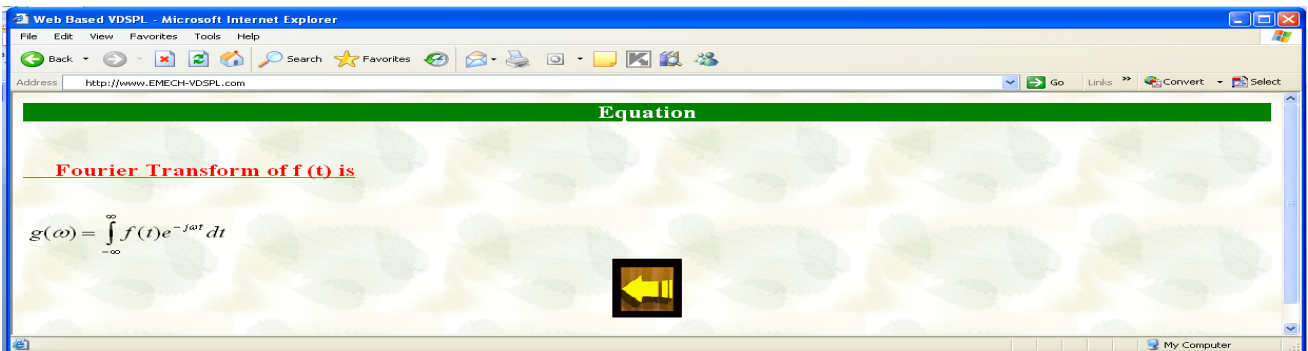 Web Based VDSPL - Microsoft Internet Explorer
File Edit View Favorites Tools Help
Back Search Favorites
Address http://www.EMECH-VDSPL.com Go Links » Convert Select
Equation
Fourier Transform of f (t) is
g(ω) = ∫_{-∞}^{∞} f(t)e^{-jωt} dt
My Computer